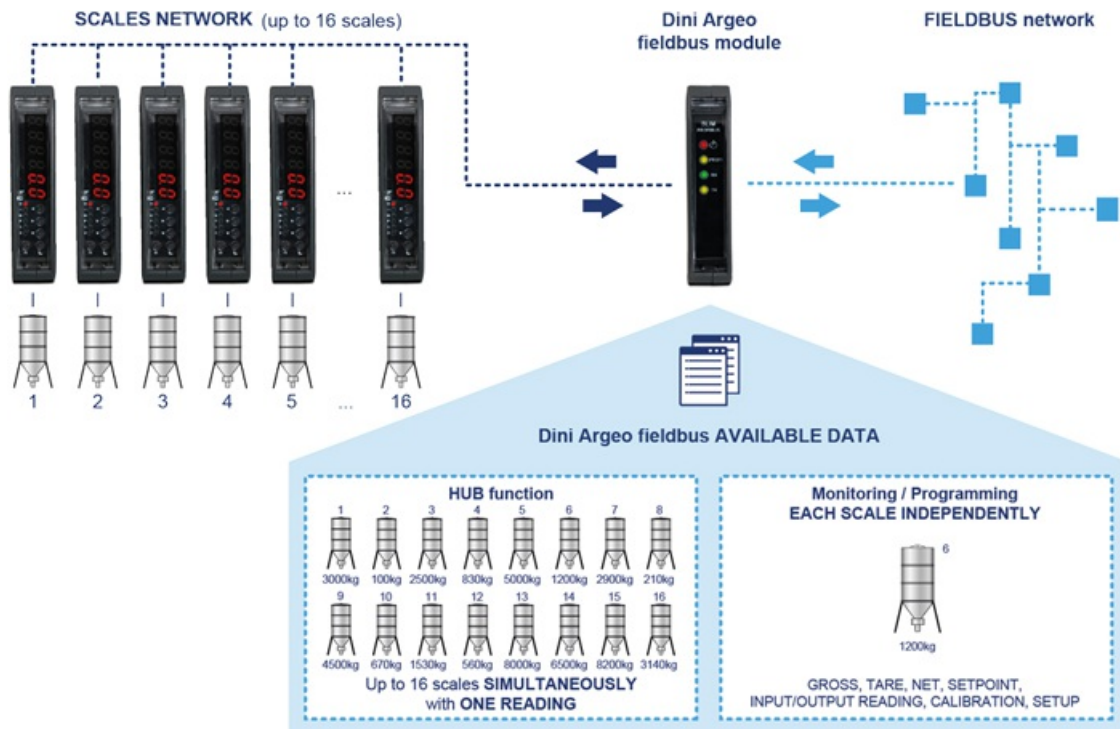 SCALES NETWORK (up to 16 scales)
Dini Argeo
fieldbus module
FIELDBUS network
...
1 2 3 4 5 ... 16
Dini Argeo fieldbus AVAILABLE DATA
HUB function
1 2 3 4 5 6 7 8
3000kg 100kg 2500kg 830kg 5000kg 1200kg 2900kg 210kg
9 10 11 12 13 14 15 16
4500kg 670kg 1530kg 560kg 8000kg 6500kg 8200kg 3140kg
Up to 16 scales SIMULTANEOUSLY
with ONE READING
Monitoring / Programming
EACH SCALE INDEPENDENTLY
6
1200kg
GROSS, TARE, NET, SETPOINT,
INPUT/OUTPUT READING, CALIBRATION, SETUP